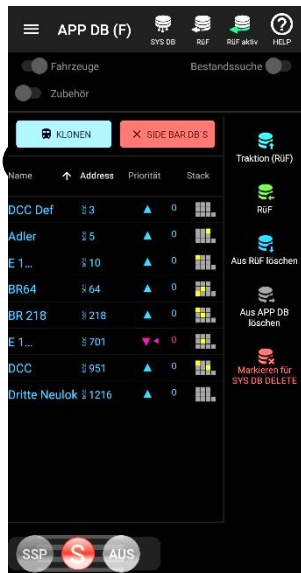 APP DB (F)
SYS DB RüF RüF aktiv HELP
Fahrzeuge Bestandssuche
Zubehör
KLONEN SIDE BAR DB'S
Traktion (RüF)
Name Address Priorität Stack
RüF
DCC Def 3 0
Adler 5 0
Aus RüF löschen
E 1... 10 0
BR64 64 0
Aus APP DB
löschen
BR 218 218 0
E 1... 701 0
Markieren für
SYS DB DELETE
DCC 951 0
Dritte Neulok 1216 0
SSP S AUS